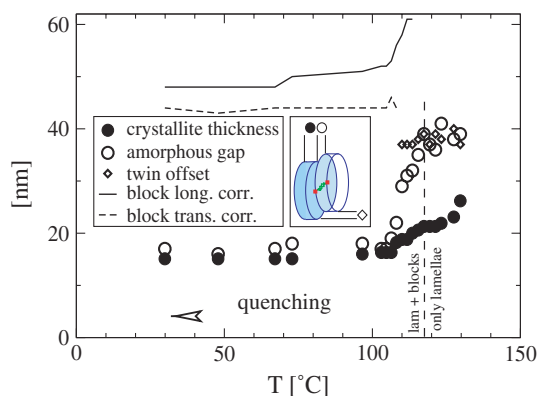 60
40
20
0
[nm]
crystallite thickness
amorphous gap
twin offset
block long. corr.
block trans. corr.
quenching
lam + blocks
only lamellae
0
50
100
150
T [˚C]